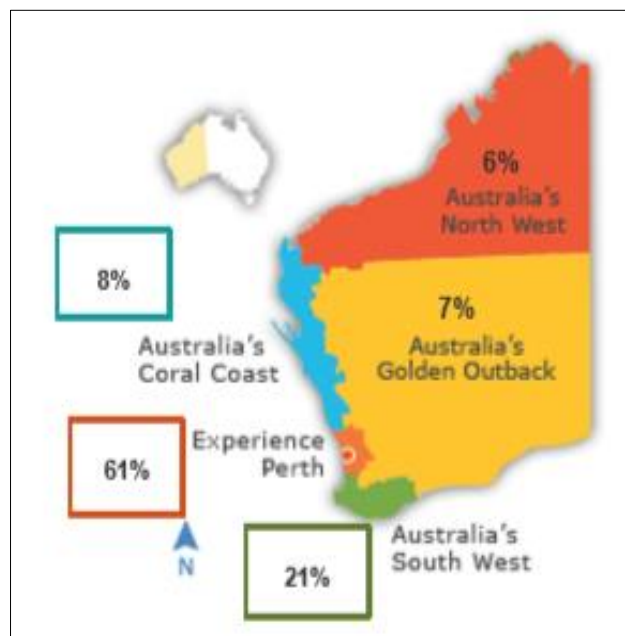 6%
Australia's
North West
8%
7%
Australia's
Golden Outback
Australia's
Coral Coast
Experience
Perth
61%
N
Australia's
South West
21%